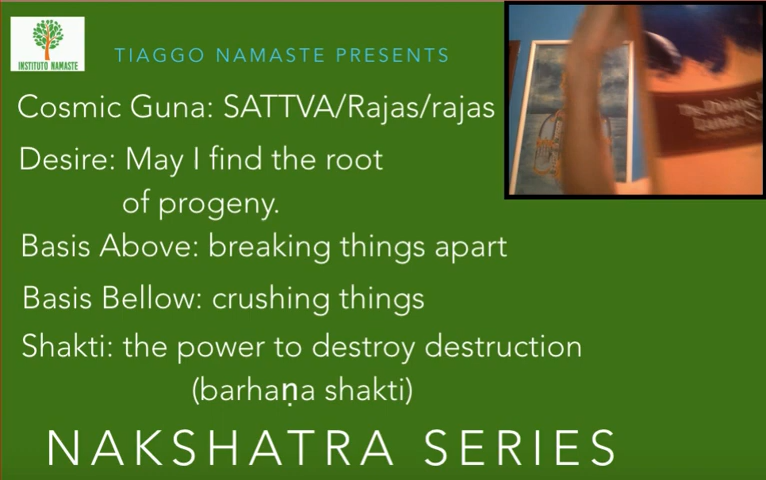 INSTITUTO NAMASTE
TIAGGO NAMASTE PRESENTS
Cosmic Guna: SATTVA/Rajas/rajas
Desire: May I find the root
of progeny.
Basis Above: breaking things apart
Basis Bellow: crushing things
Shakti: the power to destroy destruction
(barhaṇa shakti)
NAKSHATRA SERIES